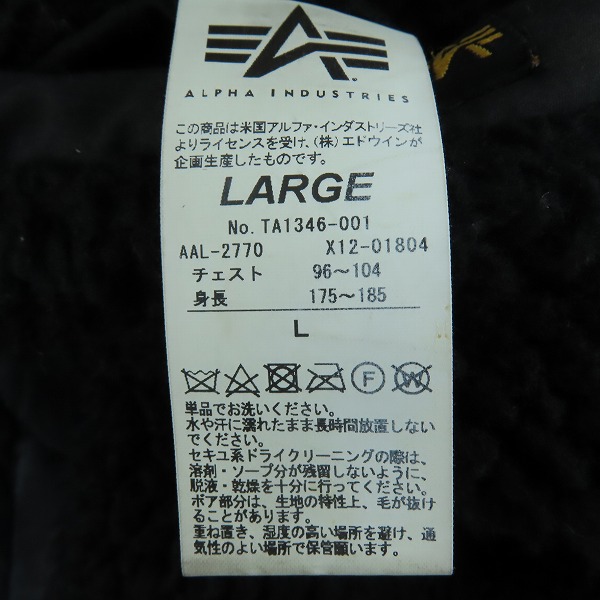 ALPHA INDUSTRIES
この商品は米国アルファ・インダストリーズ社
よりライセンスを受け、(株)エドウインが
企画生産したものです。
LARGE
No. TA1346-001
AAL-2770 X12-01804
チェスト 96～104
身長 175～185
L
F W
単品でお洗いください。
水や汗に濡れたまま長時間放置しない
でください。
セキユ系ドライクリーニングの際は、
溶剤・ソープ分が残留しないように、
脱液・乾燥を十分に行ってください。
ボア部分は、生地の特性上、毛が抜け
ることがあります。
重ね置き、湿度の高い場所を避け、通
気性のよい場所で保管願います。